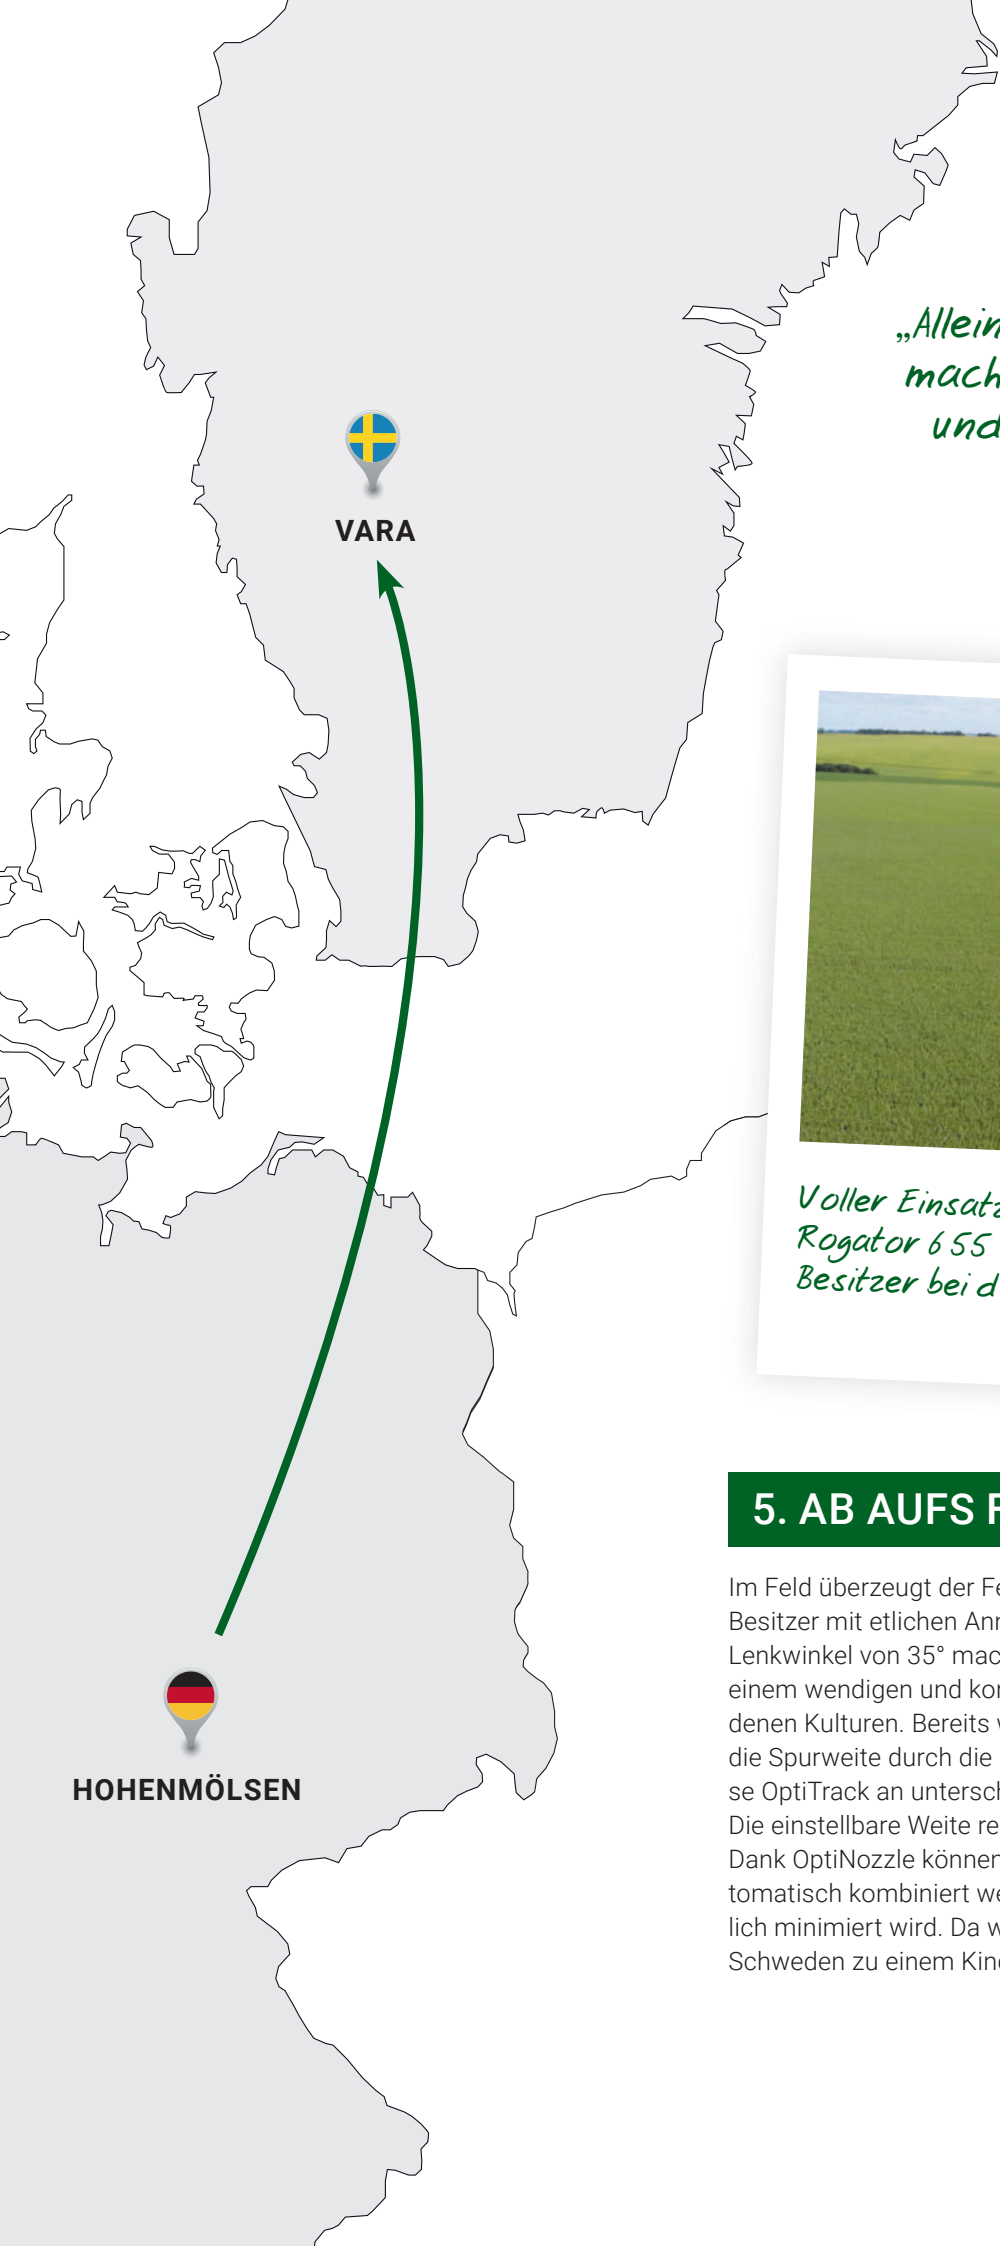 „Allein
mach
und
VARA
Voller Einsatz
Rogator 655
Besitzer bei d
5. AB AUFS
Im Feld überzeugt der Fe
Besitzer mit etlichen Ann
Lenkwinkel von 35° mac
einem wendigen und kon
denen Kulturen. Bereits
die Spurweite durch die
se OptiTrack an untersch
Die einstellbare Weite re
Dank OptiNozzle können
tomatisch kombiniert we
lich minimiert wird. Da w
Schweden zu einem Kind
HOHENMÖLSEN